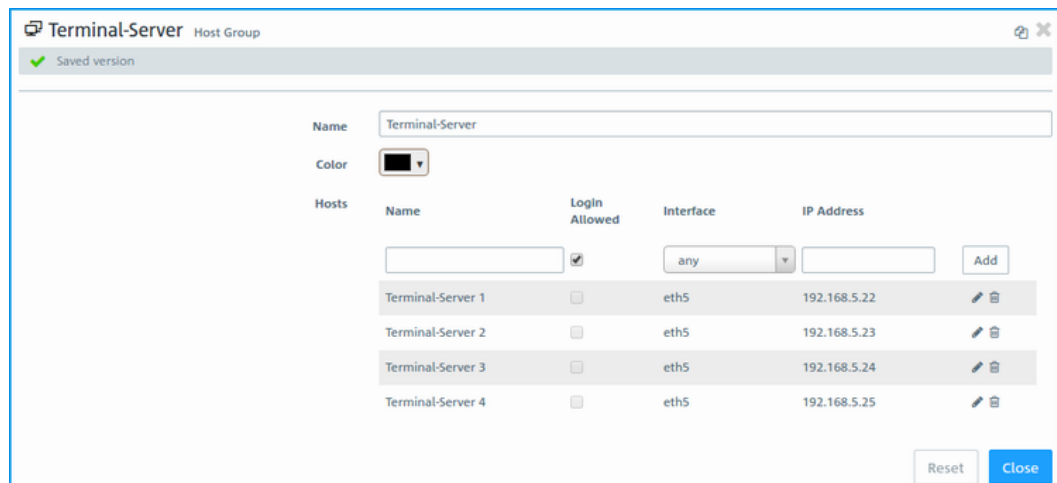 Terminal-Server Host Group
Saved version
Name Terminal-Server
Color
Hosts Name Login Allowed Interface IP Address
any Add
Terminal-Server 1 eth5 192.168.5.22
Terminal-Server 2 eth5 192.168.5.23
Terminal-Server 3 eth5 192.168.5.24
Terminal-Server 4 eth5 192.168.5.25
Reset Close